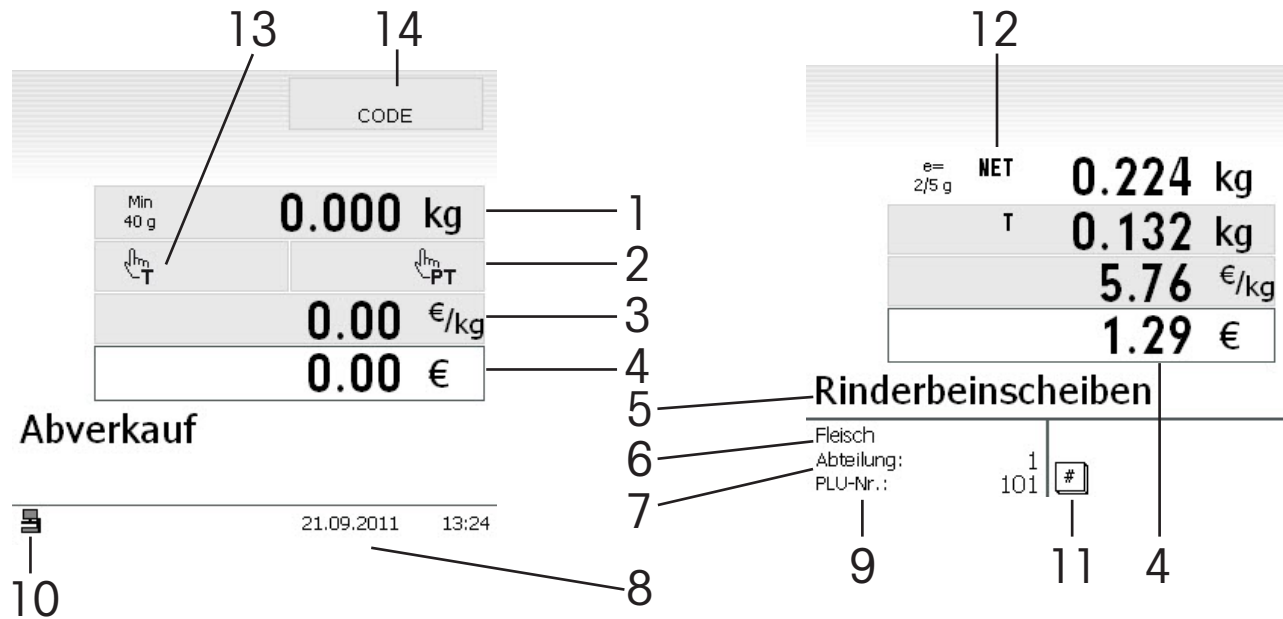 13 14 12
CODE
Min
40 g
0.000 kg
T
PT
0.00 €/kg
0.00 €
Abverkauf
21.09.2011 13:24
10
1
2
3
4
5
6
7
8
e=
2/5 g
NET 0.224 kg
T 0.132 kg
5.76 €/kg
1.29 €
Rinderbeinscheiben
Fleisch
Abteilung: 1
PLU-Nr.: 101
#
9 11 4